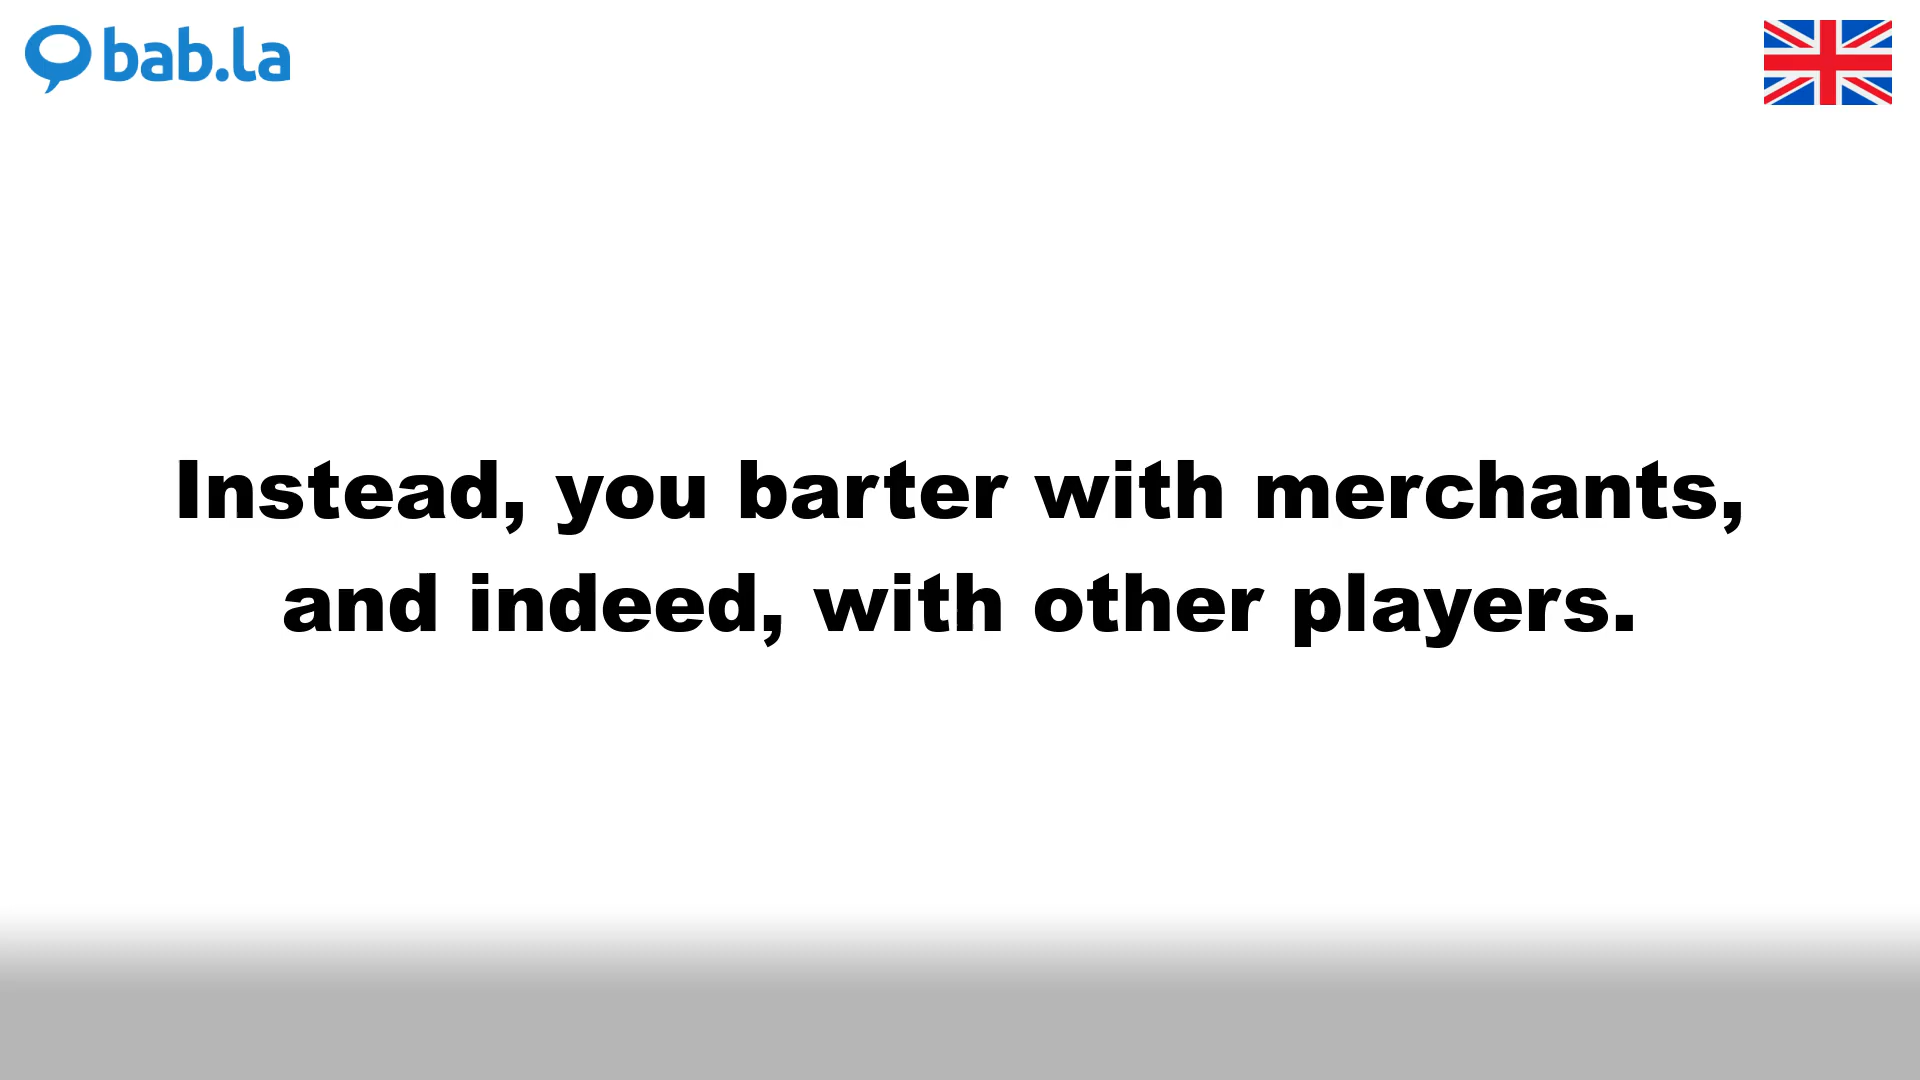 bab.la
Instead, you barter with merchants,
and indeed, with other players.